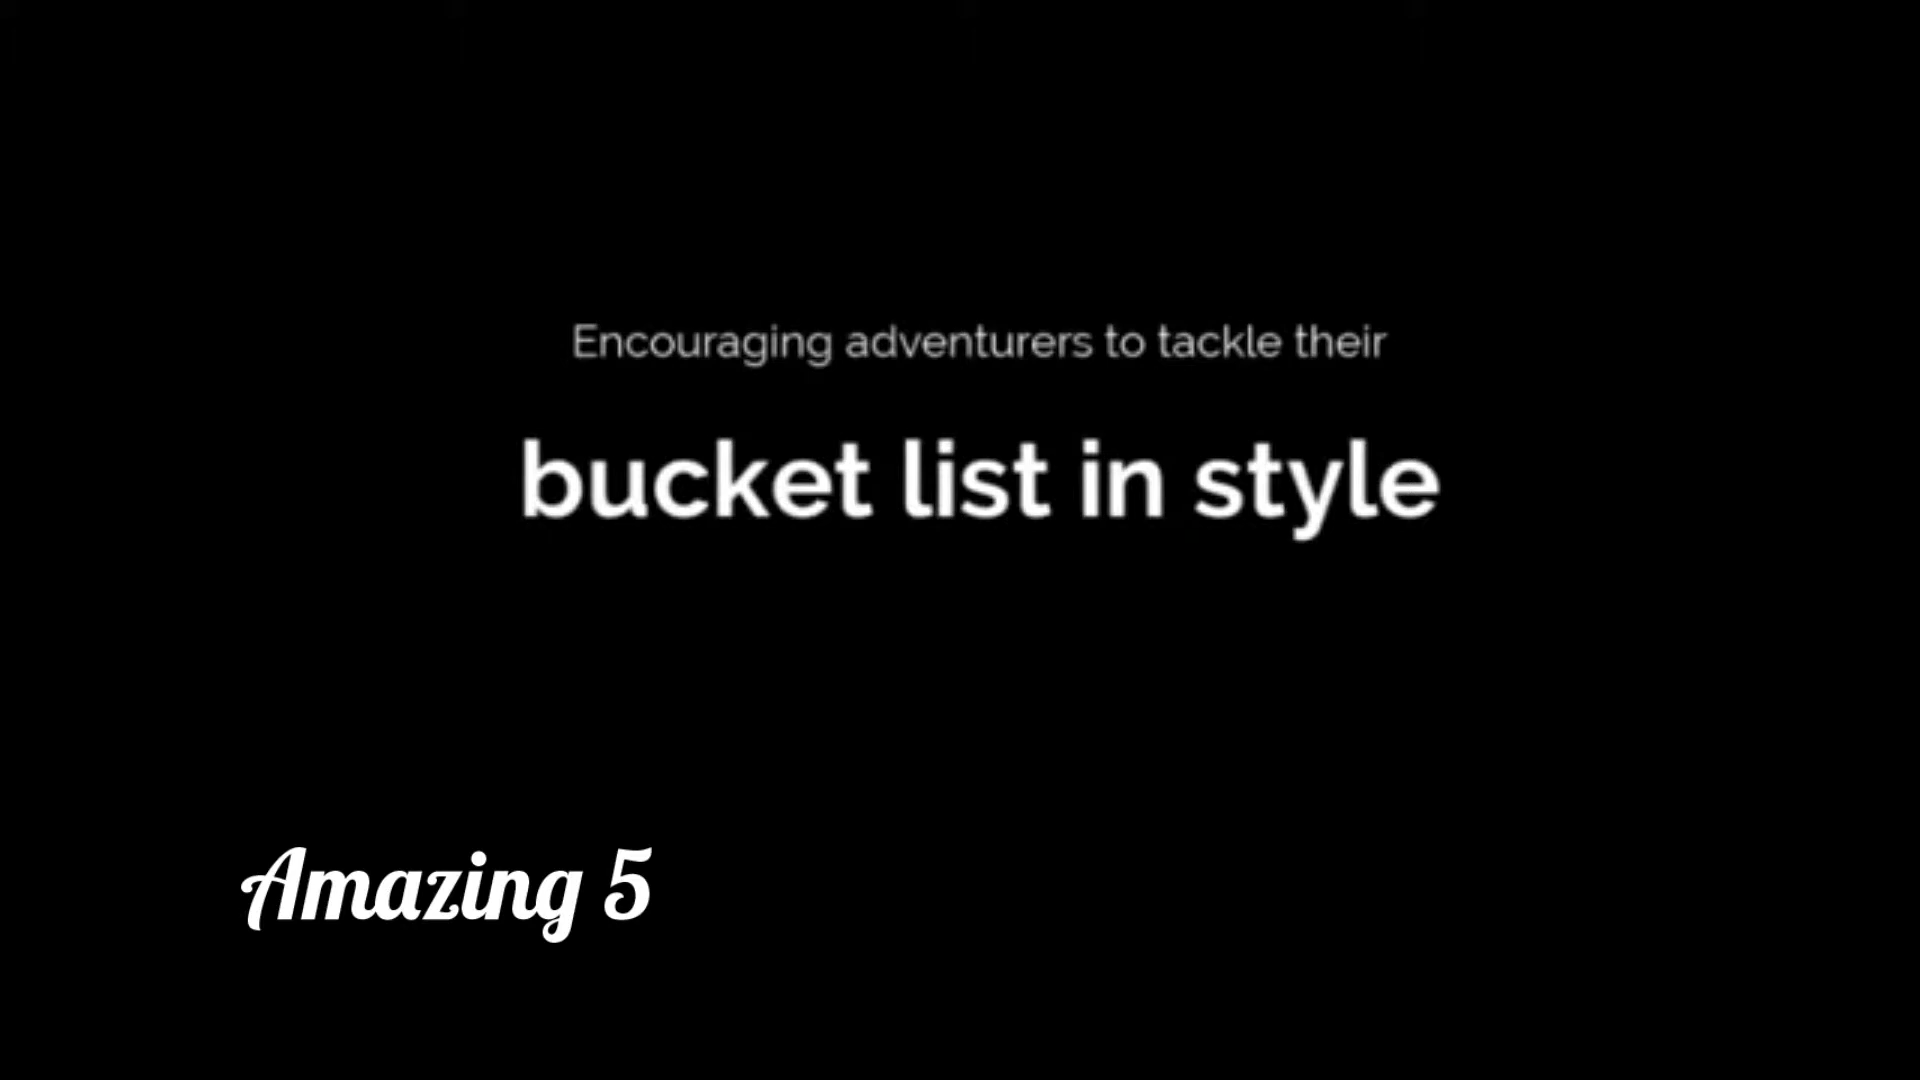 Encouraging adventurers to tackle their
bucket list in style
Amazing 5